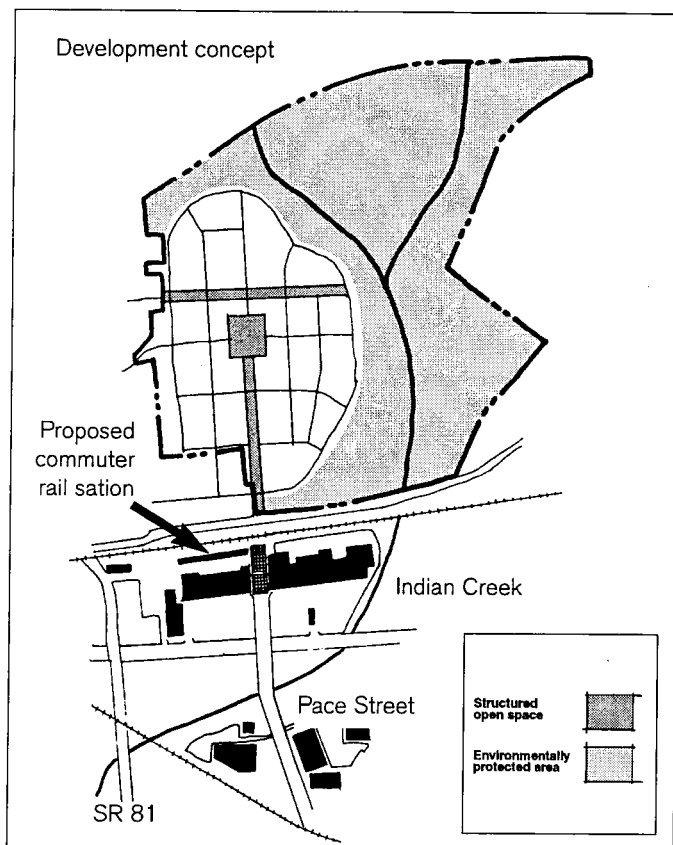 Development concept
Proposed
commuter
rail sation
Indian Creek
Pace Street
SR 81
Structured
open space
Environmentally
protected area